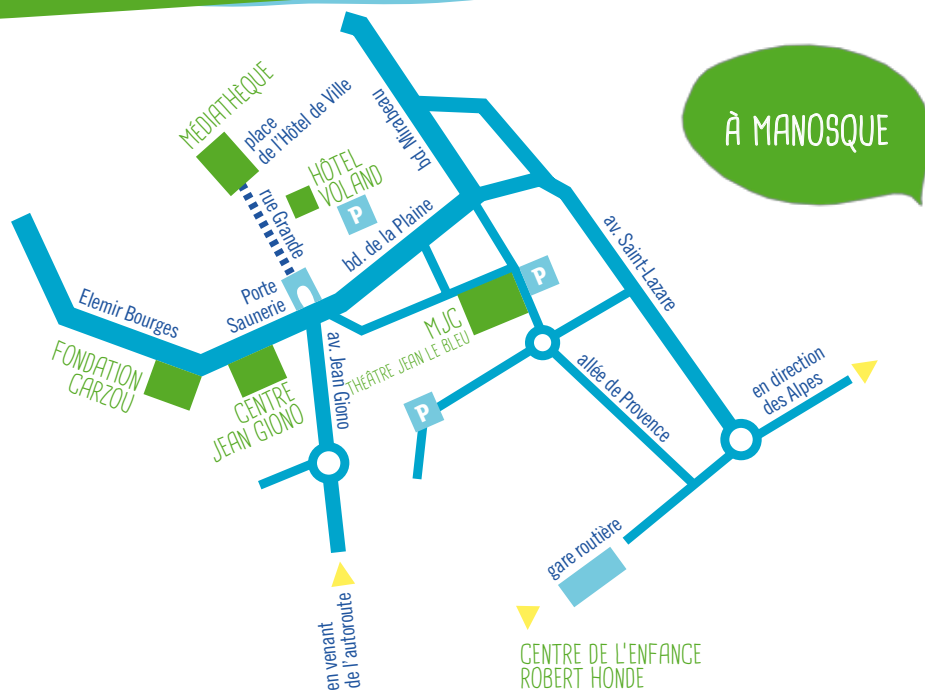 À MANOSQUE
MÉDIATHÈQUE
place
de l'Hôtel de Ville
bd. Mirabeau
HÔTEL
VOLAND
P
rue Grande
bd. de la Plaine
av. Saint-Lazare
Elemir Bourges
Porte
Saunerie
P
MJC
THÉÂTRE JEAN LE BLEU
FONDATION
CARZOU
CENTRE
JEAN GIONO
av. Jean Giono
P
allée de Provence
en direction
des Alpes
gare routière
en venant
de l'autoroute
CENTRE DE L'ENFANCE
ROBERT HONDE